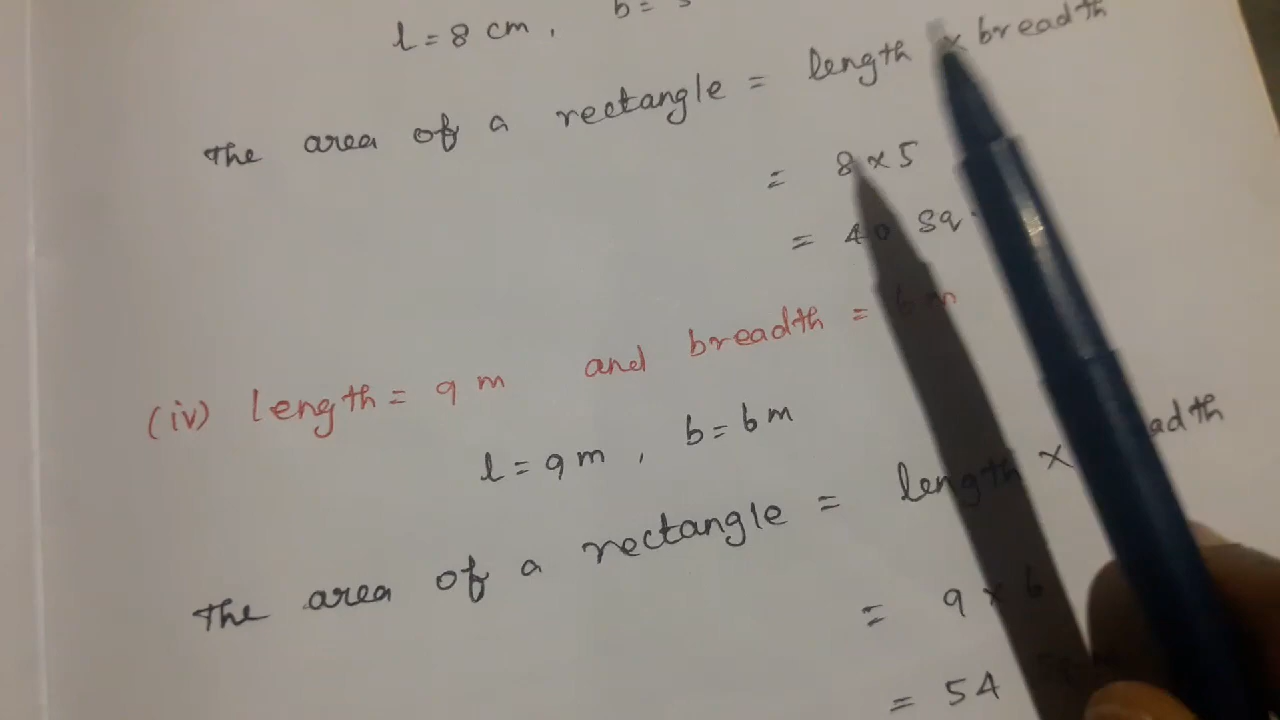 l = 8 cm, b =
The area of a rectangle = length × breadth
= 8 × 5
= 40 sq.
(iv) length = 9 m and breadth = 6 m
l = 9 m, b = 6 m
The area of a rectangle = length ×
= 9 × 6
= 54